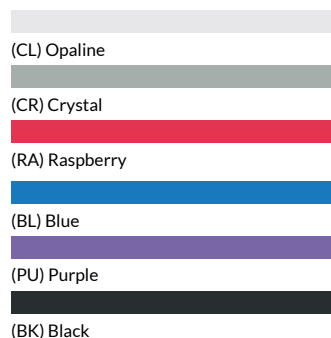 (CL) Opaline
(CR) Crystal
(RA) Raspberry
(BL) Blue
(PU) Purple
(BK) Black